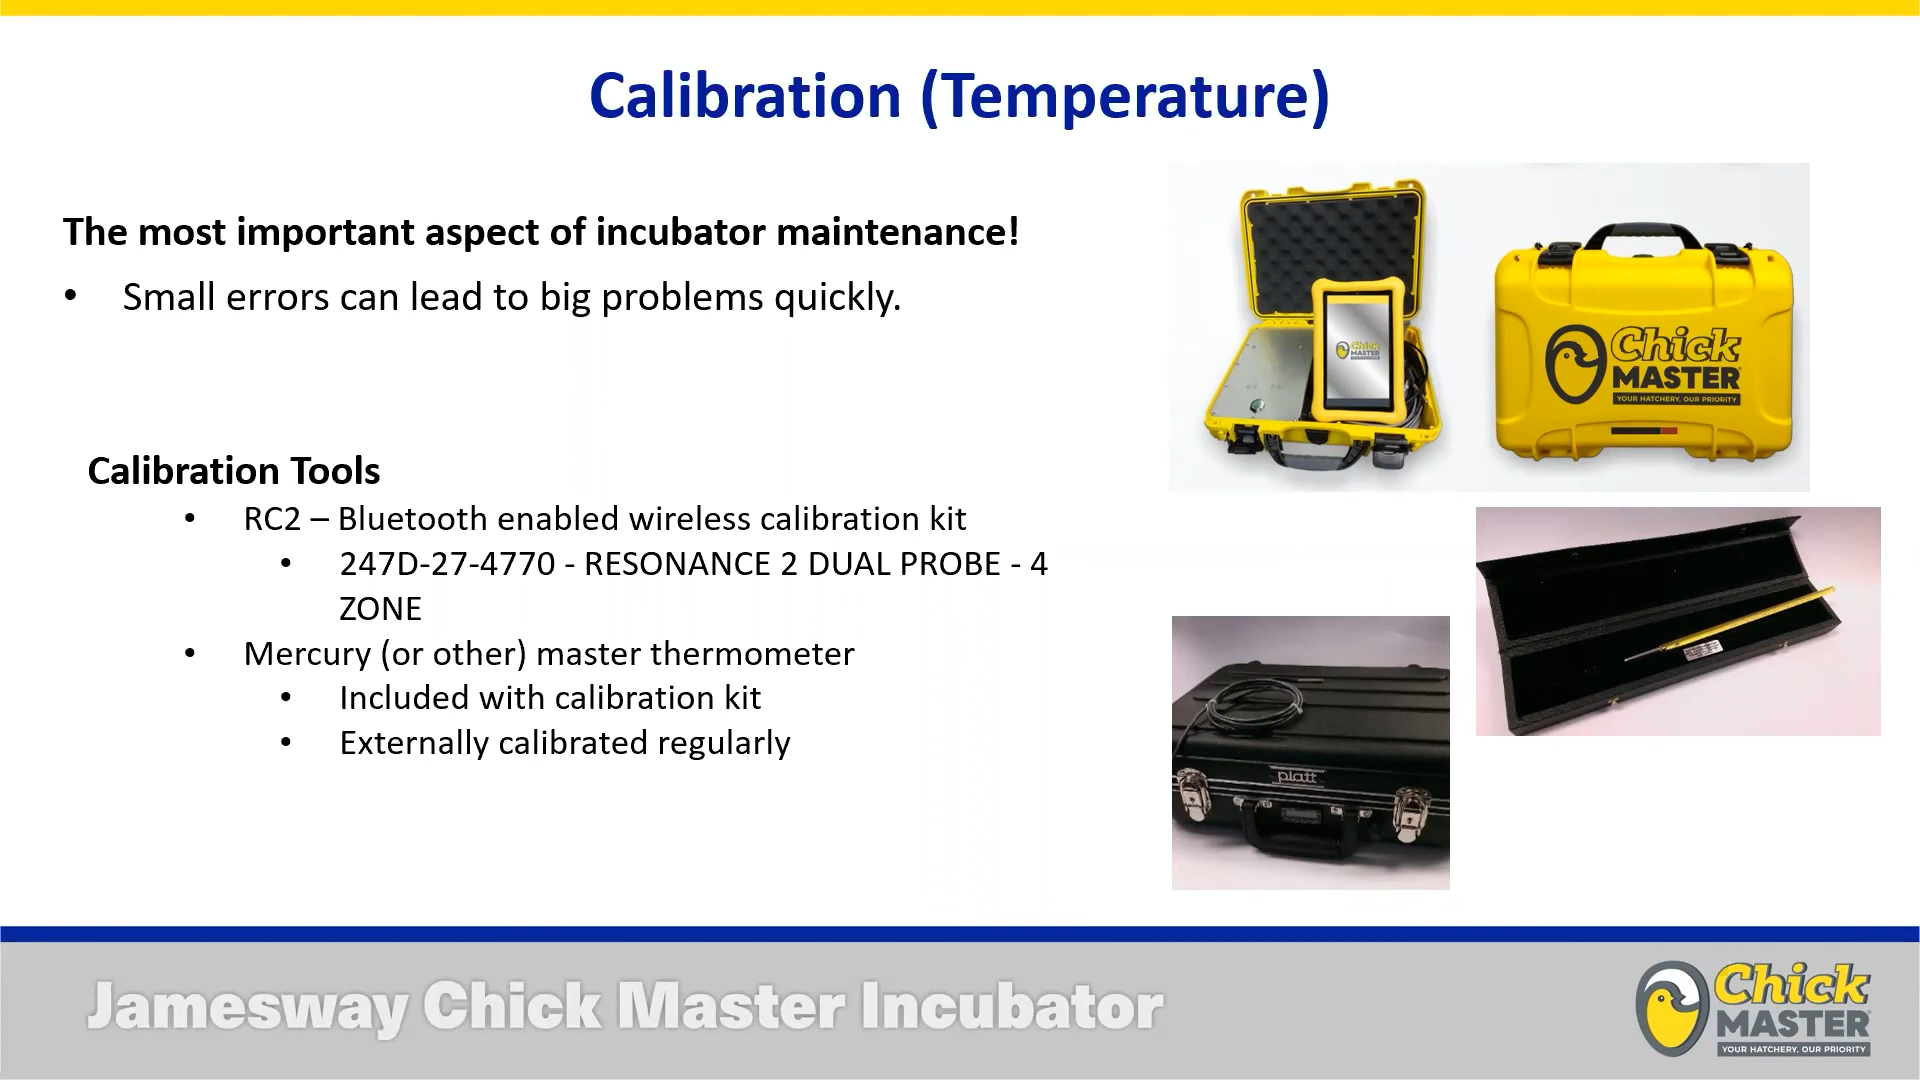 Calibration (Temperature)
The most important aspect of incubator maintenance!
• Small errors can lead to big problems quickly.
Calibration Tools
• RC2 – Bluetooth enabled wireless calibration kit
• 247D-27-4770 - RESONANCE 2 DUAL PROBE - 4
ZONE
• Mercury (or other) master thermometer
• Included with calibration kit
• Externally calibrated regularly
Chick
MASTER
Chick
MASTER
YOUR HATCHERY, OUR PRIORITY
platt
Jamesway Chick Master Incubator
Chick
MASTER
YOUR HATCHERY, OUR PRIORITY